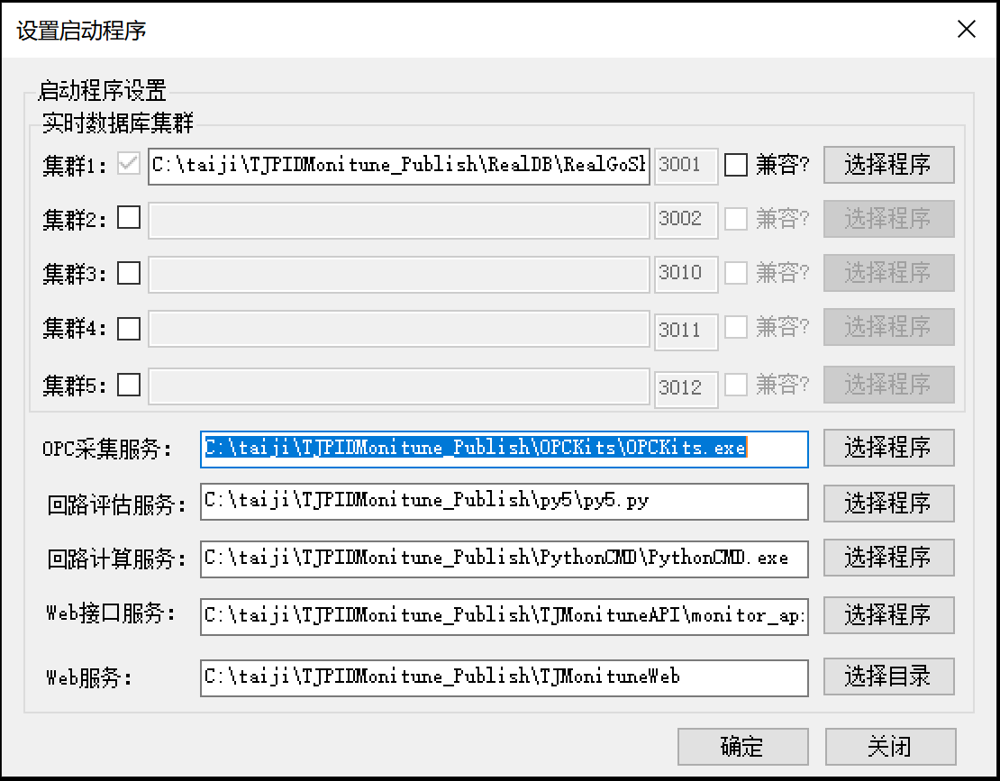 设置启动程序
启动程序设置
实时数据库集群
集群1： C:\taiji\TJPIDMonitune_Publish\RealDB\RealGoSh 3001 兼容? 选择程序
集群2： 3002 兼容? 选择程序
集群3： 3010 兼容? 选择程序
集群4： 3011 兼容? 选择程序
集群5： 3012 兼容? 选择程序
OPC采集服务： C:\taiji\TJPIDMonitune_Publish\OPCKits\OPCKits.exe 选择程序
回路评估服务： C:\taiji\TJPIDMonitune_Publish\py5\py5.py 选择程序
回路计算服务： C:\taiji\TJPIDMonitune_Publish\PythonCMD\PythonCMD.exe 选择程序
Web接口服务： C:\taiji\TJPIDMonitune_Publish\TJMonituneAPI\monitor_api 选择程序
Web服务： C:\taiji\TJPIDMonitune_Publish\TJMonituneWeb 选择目录
确定 关闭